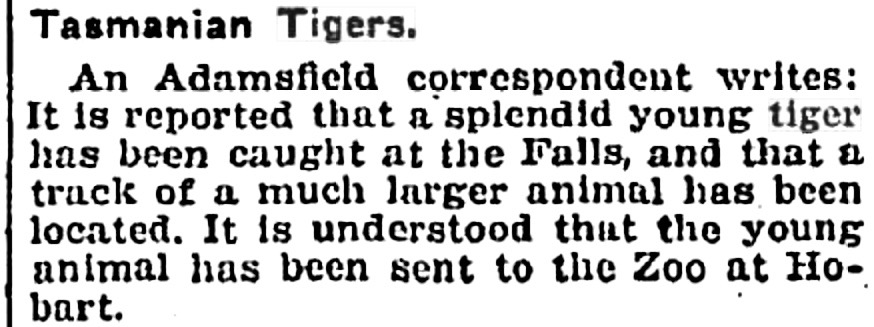 Tasmanian Tigers.
An Adamsfield correspondent writes:
It is reported that a splendid young tiger
has been caught at the Falls, and that a
track of a much larger animal has been
located. It is understood that the young
animal has been sent to the Zoo at Ho-
bart.